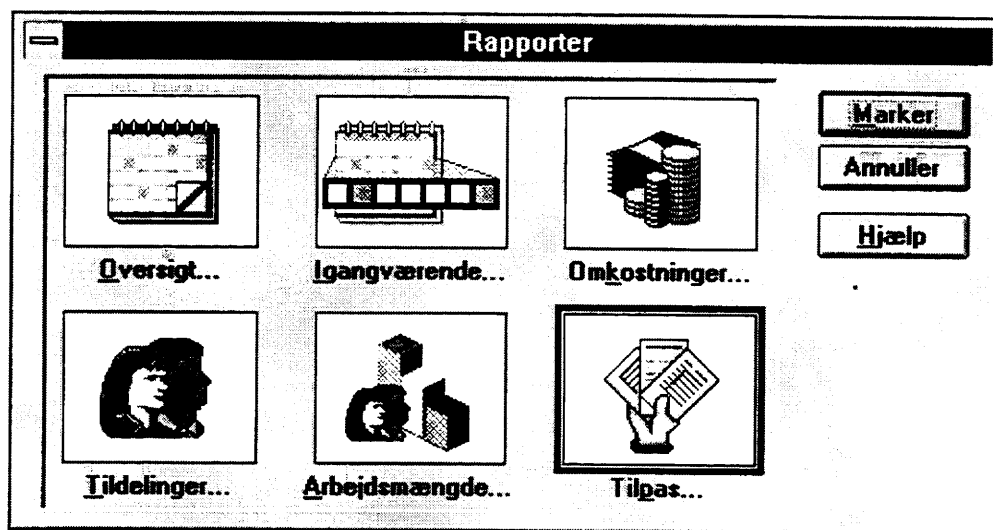 Rapporter
Marker
Annuller
Hjælp
Oversigt...
Igangværende...
Omkostninger...
Tildelinger...
Arbejdsmængde...
Tilpas...